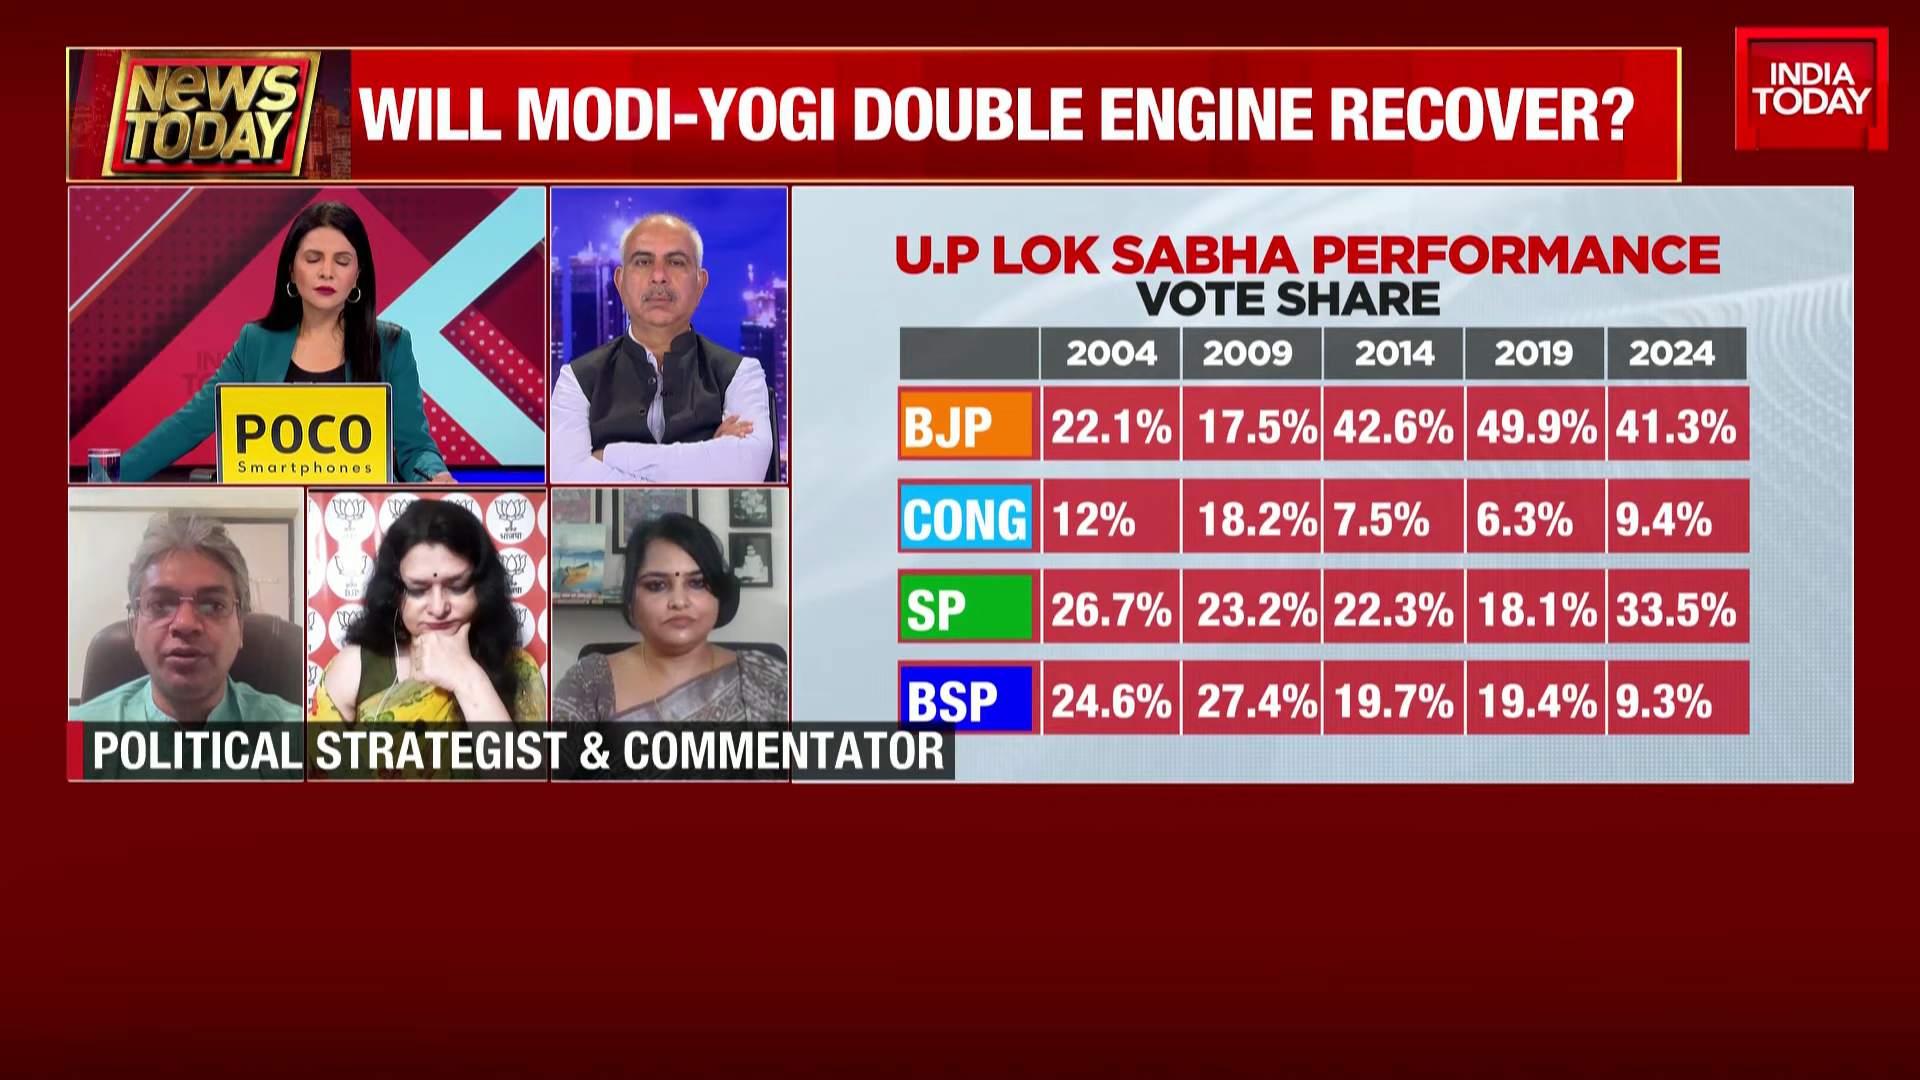 NEWS
TODAY
WILL MODI-YOGI DOUBLE ENGINE RECOVER?
INDIA
TODAY
POCO
Smartphones
भाजपा
BJP
U.P LOK SABHA PERFORMANCE
VOTE SHARE
2004 2009 2014 2019 2024
BJP 22.1% 17.5% 42.6% 49.9% 41.3%
CONG 12% 18.2% 7.5% 6.3% 9.4%
SP 26.7% 23.2% 22.3% 18.1% 33.5%
BSP 24.6% 27.4% 19.7% 19.4% 9.3%
POLITICAL STRATEGIST & COMMENTATOR